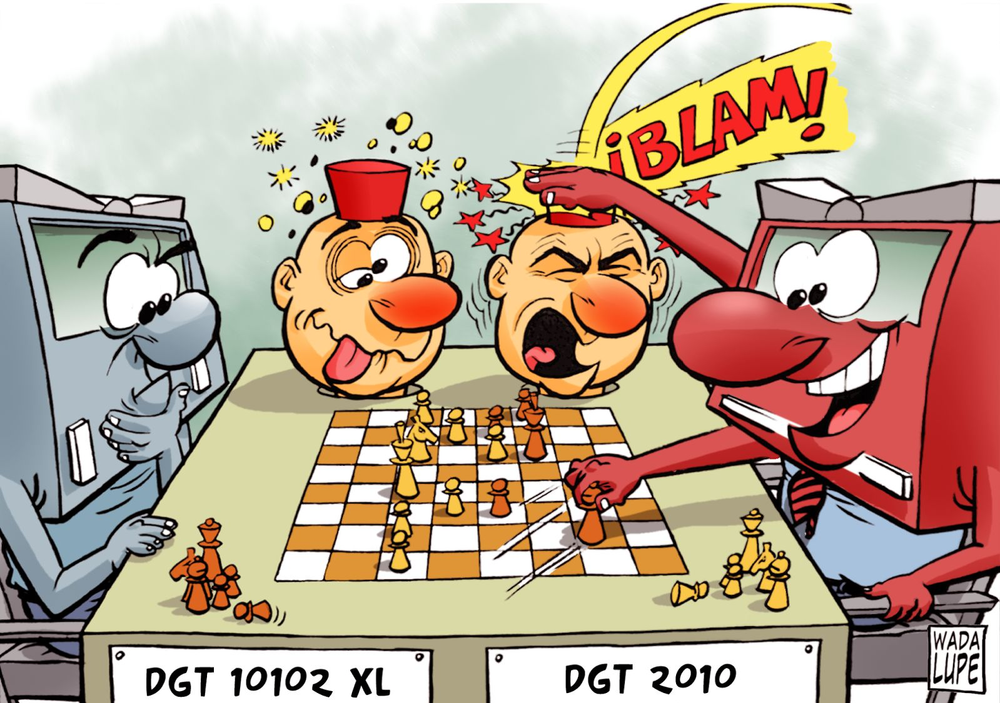 ¡BLAM!
DGT 10102 XL
DGT 2010
WADA
LUPE